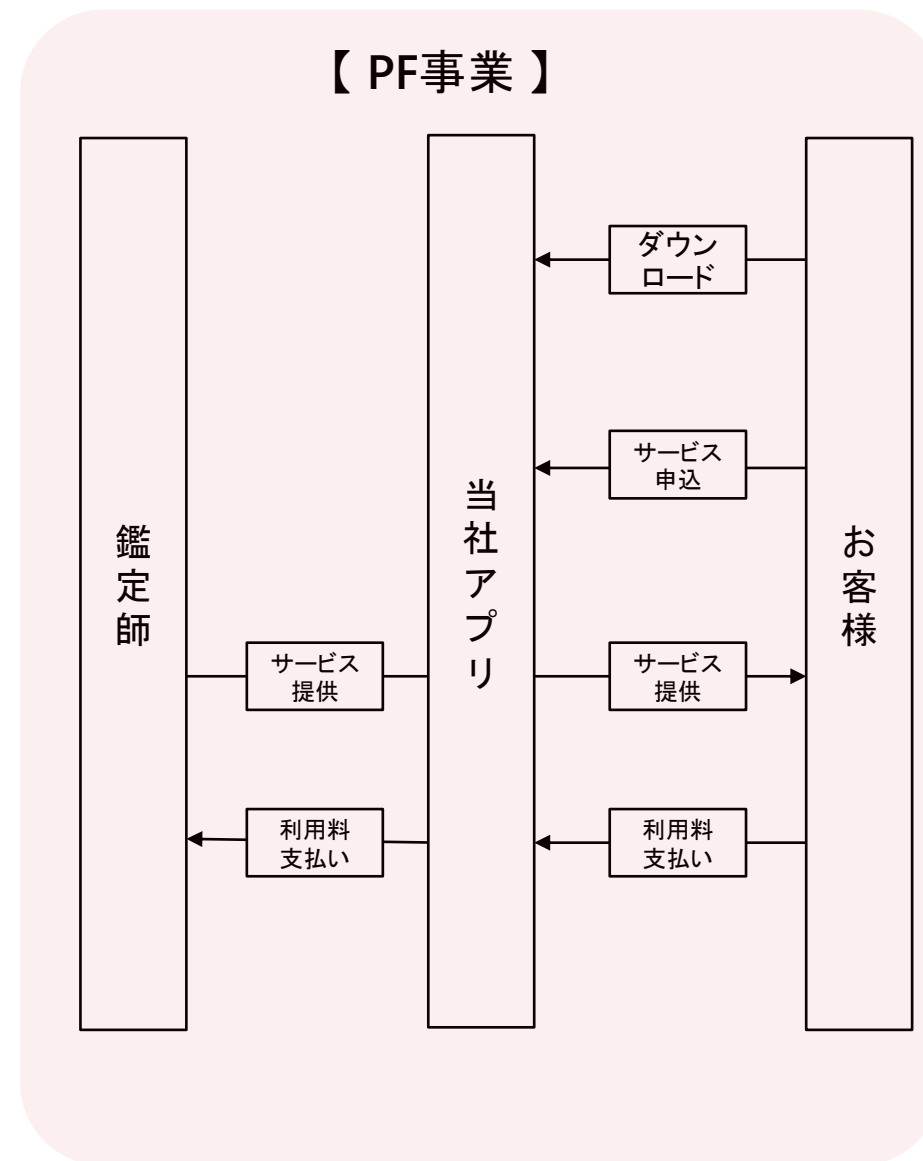 【 PF事業 】
ダウン
ロード
サービス
申込
鑑定師
当社アプリ
お客様
サービス
提供
サービス
提供
利用料
支払い
利用料
支払い